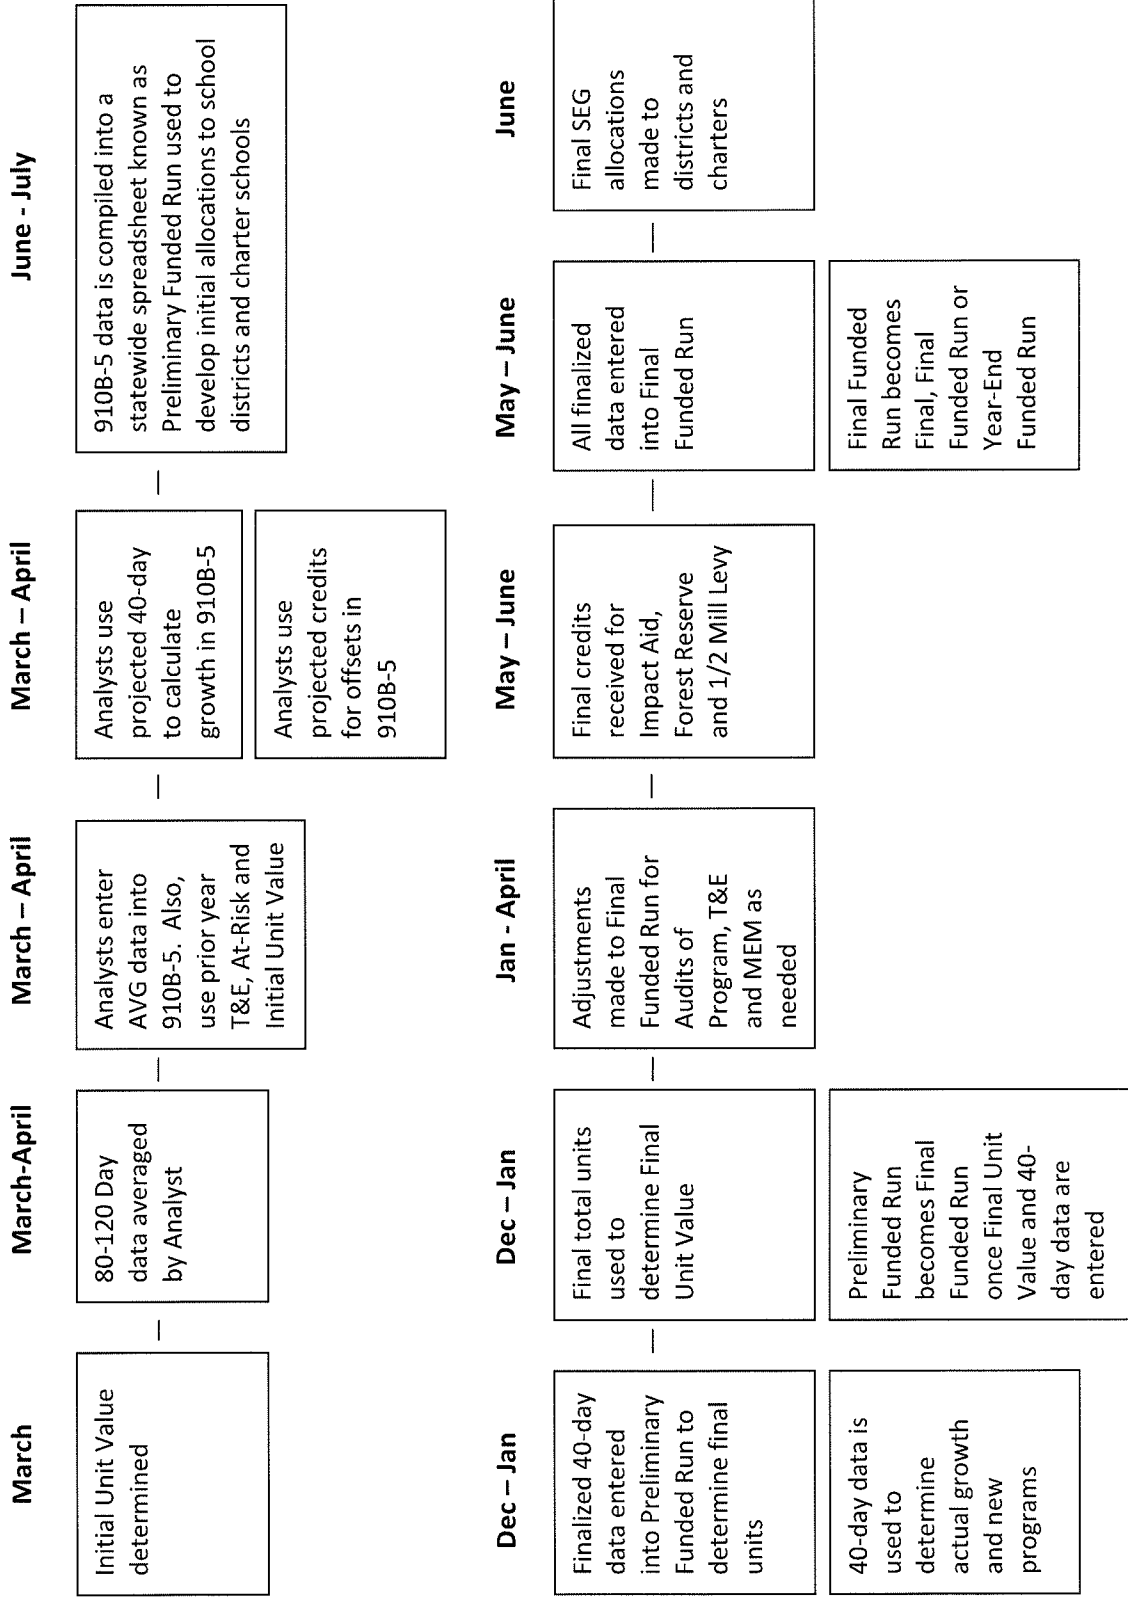 March
Initial Unit Value
determined
March-April
80-120 Day
data averaged
by Analyst
March – April
Analysts enter
AVG data into
910B-5.  Also,
use prior year
T&E, At-Risk and
Initial Unit Value
March – April
Analysts use
projected 40-day
to calculate
growth in 910B-5
Analysts use
projected credits
for offsets in
910B-5
June - July
910B-5 data is compiled into a
statewide spreadsheet known as
Preliminary Funded Run used to
develop initial allocations to school
districts and charter schools
Dec – Jan
Finalized 40-day
data entered
into Preliminary
Funded Run to
determine final
units
40-day data is
used to
determine
actual growth
and new
programs
Dec – Jan
Final total units
used to
determine Final
Unit Value
Preliminary
Funded Run
becomes Final
Funded Run
once Final Unit
Value and 40-
day data are
entered
Jan - April
Adjustments
made to Final
Funded Run for
Audits of
Program, T&E
and MEM as
needed
May – June
Final credits
received for
Impact Aid,
Forest Reserve
and 1/2 Mill Levy
May – June
All finalized
data entered
into Final
Funded Run
Final Funded
Run becomes
Final, Final
Funded Run or
Year-End
Funded Run
June
Final SEG
allocations
made to
districts and
charters